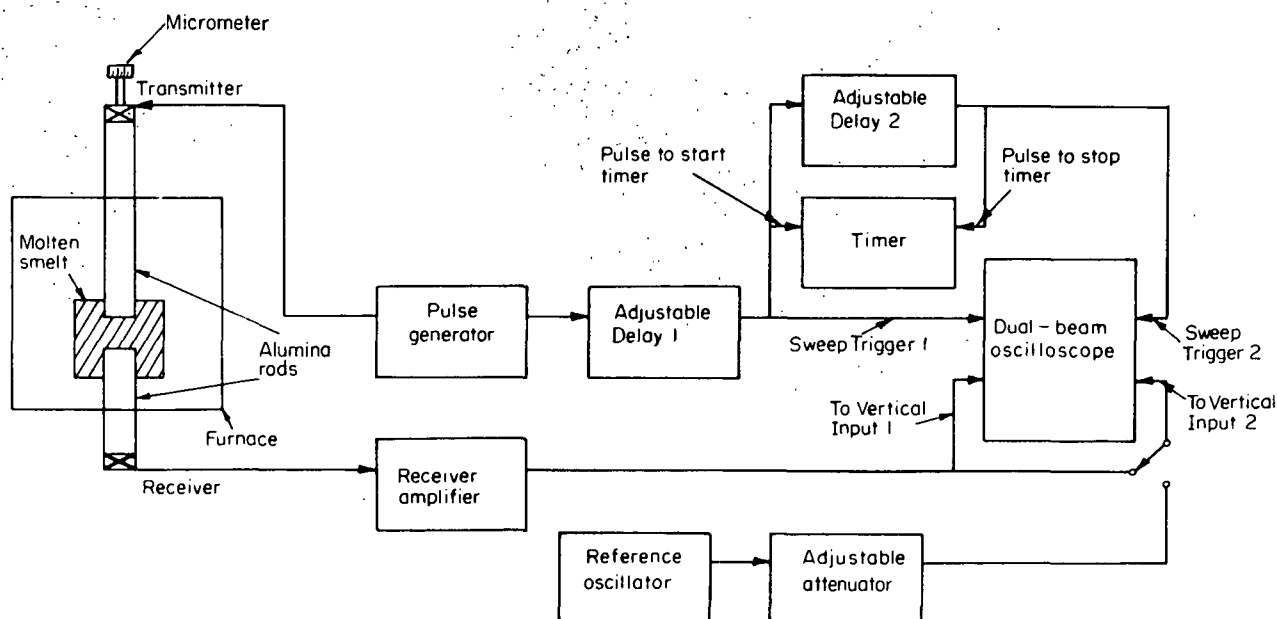 Micrometer
Transmitter
Adjustable
Delay 2
Pulse to start
timer
Pulse to stop
timer
Timer
Molten
smelt
Pulse
generator
Adjustable
Delay 1
Sweep Trigger 1
Dual-beam
oscilloscope
Sweep
Trigger 2
Alumina
rods
To Vertical
Input 1
To Vertical
Input 2
Furnace
Receiver
Receiver
amplifier
Reference
oscillator
Adjustable
attenuator